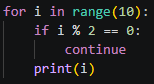 for i in range(10):
    if i % 2 == 0:
        continue
    print(i)